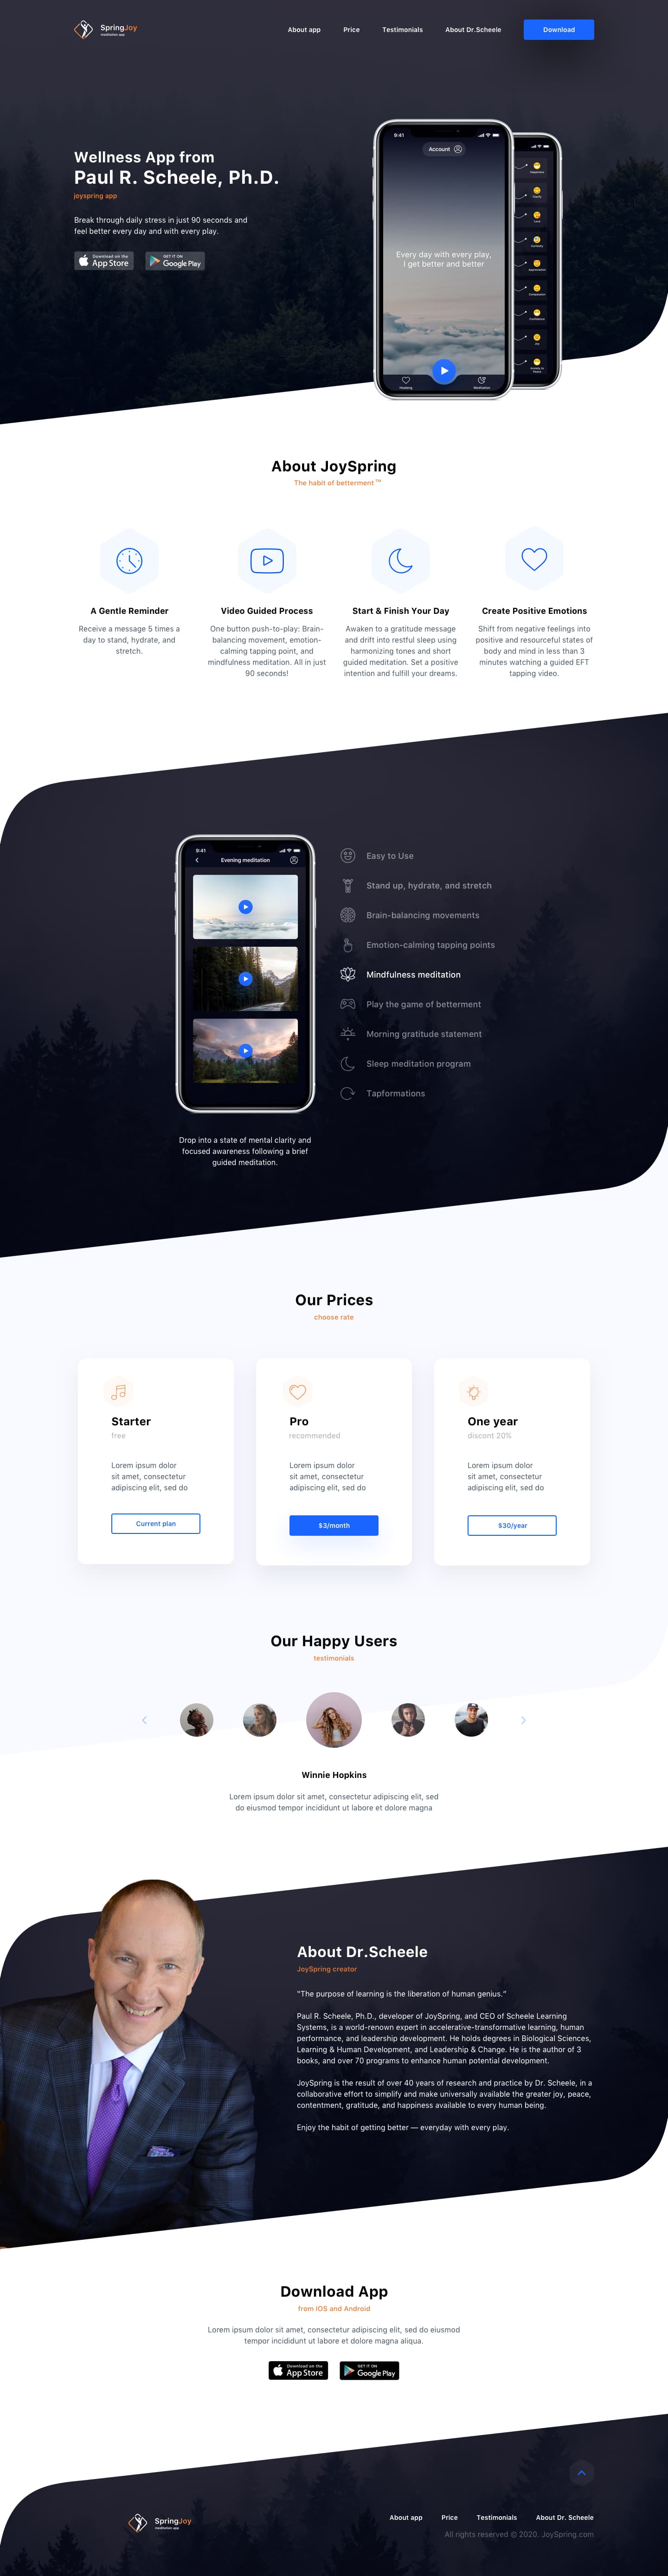 SpringJoy
meditation app
About app
Price
Testimonials
About Dr.Scheele
Download
Wellness App from
Paul R. Scheele, Ph.D.
joyspring app
Break through daily stress in just 90 seconds and
feel better every day and with every play.
Download on the
App Store
GET IT ON
Google Play
9:41
Account
Every day with every play,
I get better and better
Healing
Meditation
Happiness
Clarity
Love
Curiosity
Appreciation
Compassion
Confidence
Joy
Anxiety to
Peace
About JoySpring
The habit of betterment ™
A Gentle Reminder
Receive a message 5 times a
day to stand, hydrate, and
stretch.
Video Guided Process
One button push-to-play: Brain-
balancing movement, emotion-
calming tapping point, and
mindfulness meditation. All in just
90 seconds!
Start & Finish Your Day
Awaken to a gratitude message
and drift into restful sleep using
harmonizing tones and short
guided meditation. Set a positive
intention and fulfill your dreams.
Create Positive Emotions
Shift from negative feelings into
positive and resourceful states of
body and mind in less than 3
minutes watching a guided EFT
tapping video.
9:41
Evening meditation
Easy to Use
Stand up, hydrate, and stretch
Brain-balancing movements
Emotion-calming tapping points
Mindfulness meditation
Play the game of betterment
Morning gratitude statement
Sleep meditation program
Tapformations
Drop into a state of mental clarity and
focused awareness following a brief
guided meditation.
Our Prices
choose rate
Starter
free
Lorem ipsum dolor
sit amet, consectetur
adipiscing elit, sed do
Current plan
Pro
recommended
Lorem ipsum dolor
sit amet, consectetur
adipiscing elit, sed do
$3/month
One year
discont 20%
Lorem ipsum dolor
sit amet, consectetur
adipiscing elit, sed do
$30/year
Our Happy Users
testimonials
Winnie Hopkins
Lorem ipsum dolor sit amet, consectetur adipiscing elit, sed
do eiusmod tempor incididunt ut labore et dolore magna
About Dr.Scheele
JoySpring creator
"The purpose of learning is the liberation of human genius."
Paul R. Scheele, Ph.D., developer of JoySpring, and CEO of Scheele Learning
Systems, is a world-renown expert in accelerative-transformative learning, human
performance, and leadership development. He holds degrees in Biological Sciences,
Learning & Human Development, and Leadership & Change. He is the author of 3
books, and over 70 programs to enhance human potential development.
JoySpring is the result of over 40 years of research and practice by Dr. Scheele, in a
collaborative effort to simplify and make universally available the greater joy, peace,
contentment, gratitude, and happiness available to every human being.
Enjoy the habit of getting better — everyday with every play.
Download App
from IOS and Android
Lorem ipsum dolor sit amet, consectetur adipiscing elit, sed do eiusmod
tempor incididunt ut labore et dolore magna aliqua.
Download on the
App Store
GET IT ON
Google Play
SpringJoy
meditation app
About app
Price
Testimonials
About Dr. Scheele
All rights reserved © 2020. JoySpring.com